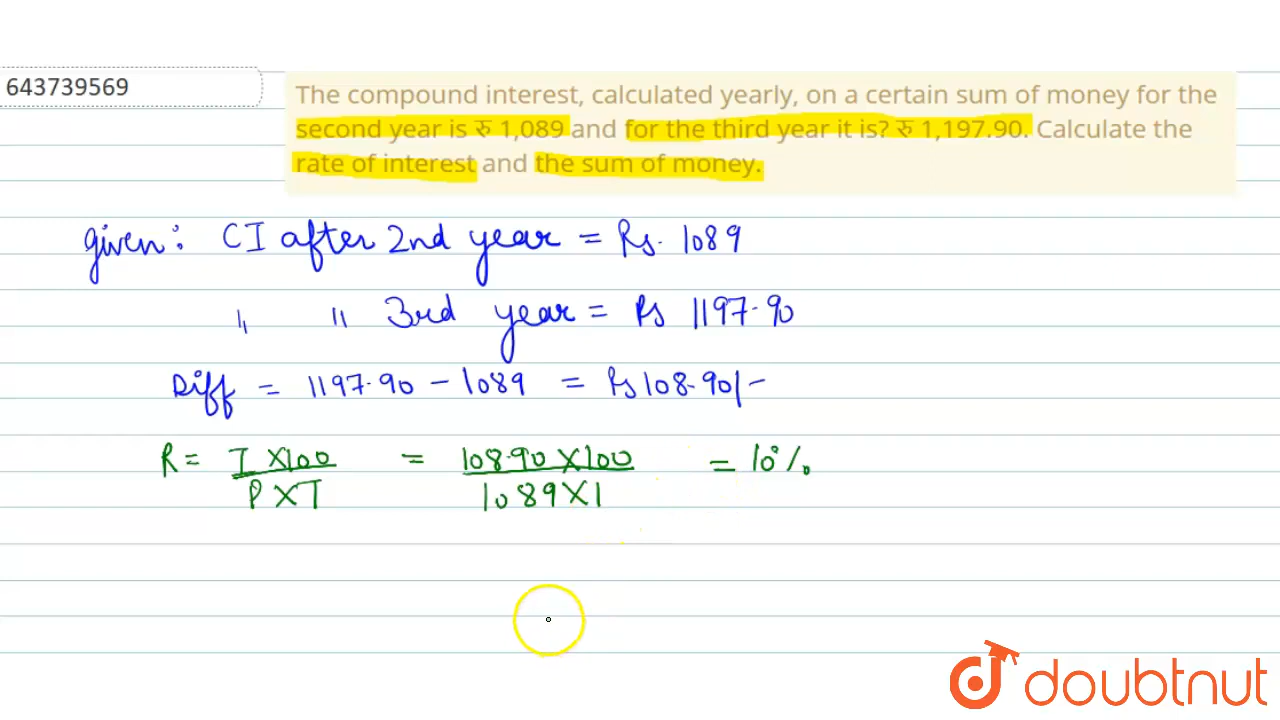 643739569
The compound interest, calculated yearly, on a certain sum of money for the
second year is रु 1,089 and for the third year it is? रु 1,197.90. Calculate the
rate of interest and the sum of money.
given: CI after 2nd year = Rs. 1089
" " 3rd year = Rs 1197.90
Diff = 1197.90 - 1089 = Rs 108.90/-
R = I X100 / P X T = 108.90 X 100 / 1089 X 1 = 10%
doubtnut